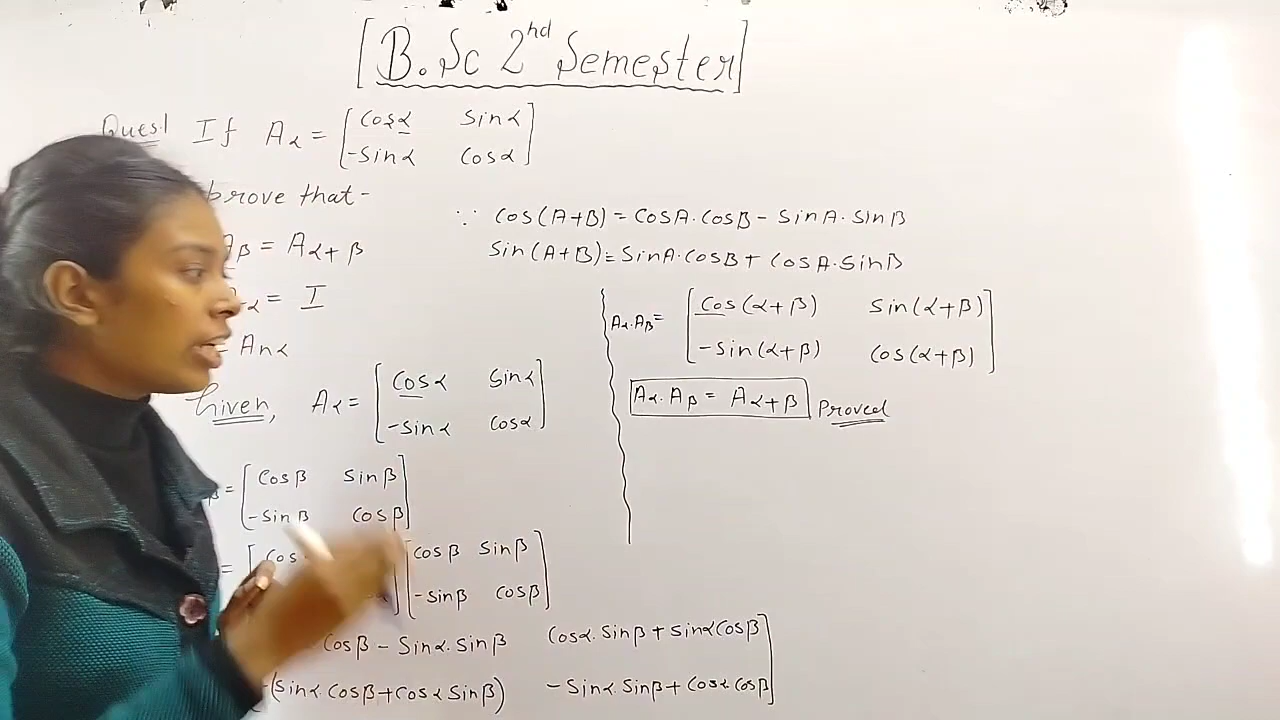 [B.Sc 2nd Semester]
Ques1 If Aα = [cosα sinα
-sinα cosα]
prove that -
Aβ = Aα+β
-α = I
= Anα
∵ cos(A+B) = cosA.cosB - sinA.sinB
sin(A+B) = sinA.cosB + cosA.sinB
Given, Aα = [cosα sinα
-sinα cosα]
β = [cosβ sinβ
-sinβ cosβ]
= [cos [cosβ sinβ
] [-sinβ cosβ]
cosβ - sinα.sinβ cosα.sinβ + sinαcosβ]
-(sinα cosβ + cosα sinβ) -sinα.sinβ + cosα cosβ]
Aα.Aβ = [cos(α+β) sin(α+β)
-sin(α+β) cos(α+β)]
Aα.Aβ = Aα+β Proved